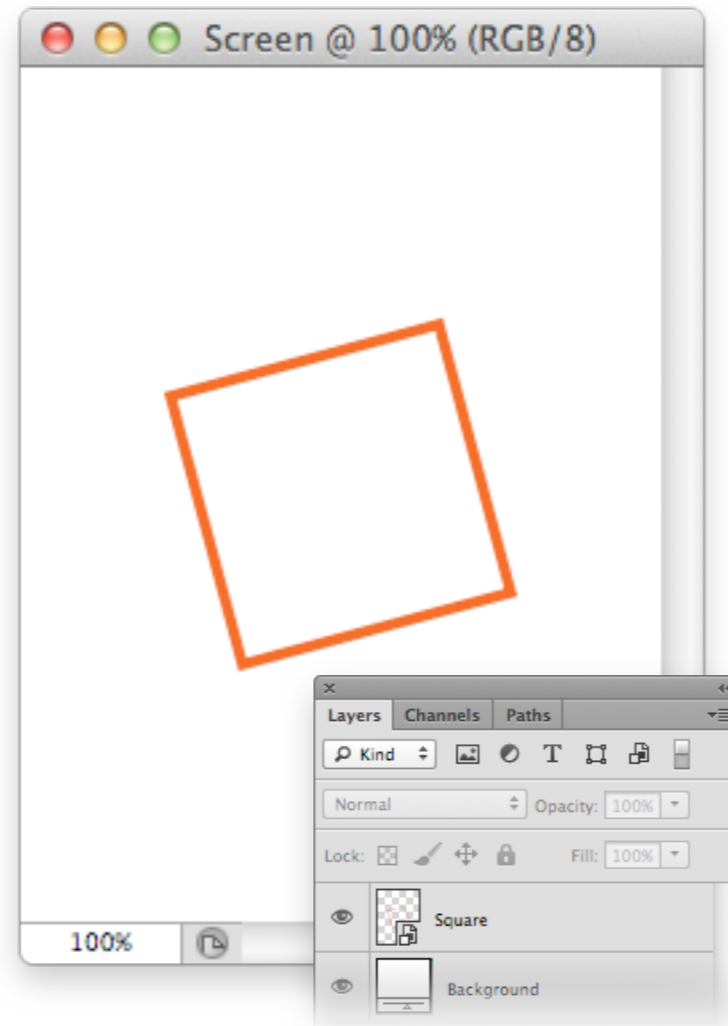 Screen @ 100% (RGB/8)
Layers Channels Paths
Kind T
Normal Opacity: 100%
Lock: Fill: 100%
Square
100%
Background